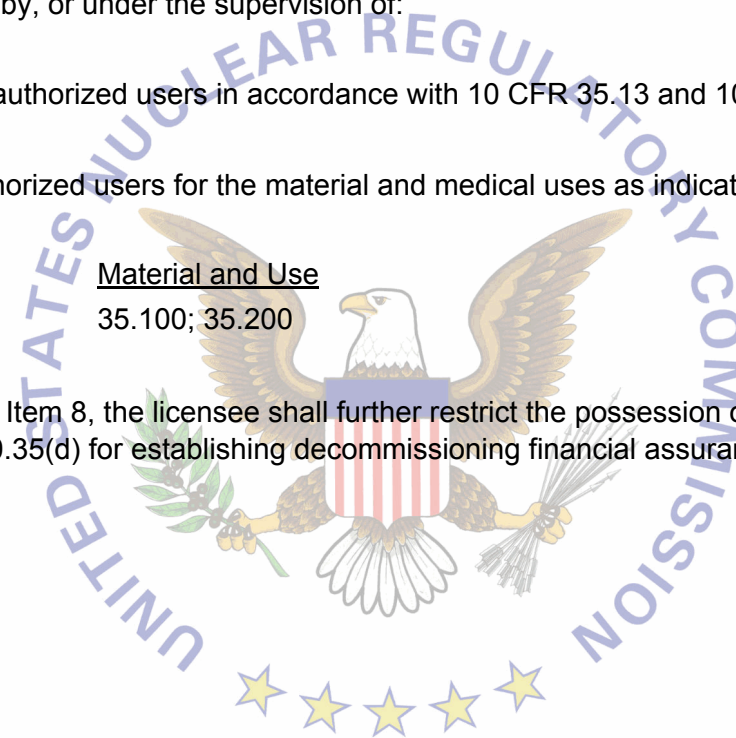 by, or under the supervision of:
authorized users in accordance with 10 CFR 35.13 and 10
horized users for the material and medical uses as indicat
Material and Use
35.100; 35.200
Item 8, the licensee shall further restrict the possession
0.35(d) for establishing decommissioning financial assuran
UNITED STATES NUCLEAR REGULATORY COMMISSION